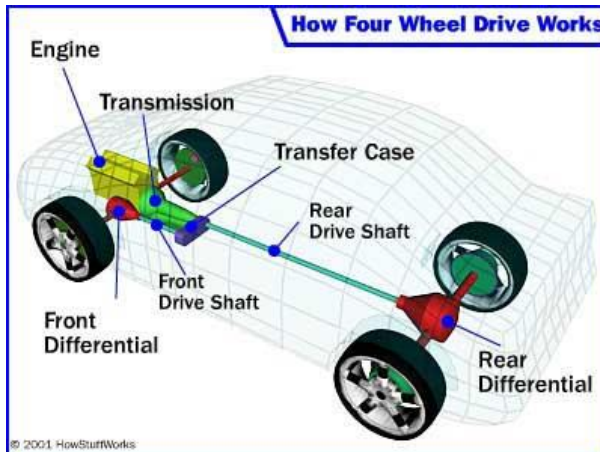 How Four Wheel Drive Works
Engine
Transmission
Transfer Case
Rear
Drive Shaft
Front
Drive Shaft
Front
Differential
Rear
Differential
© 2001 HowStuffWorks